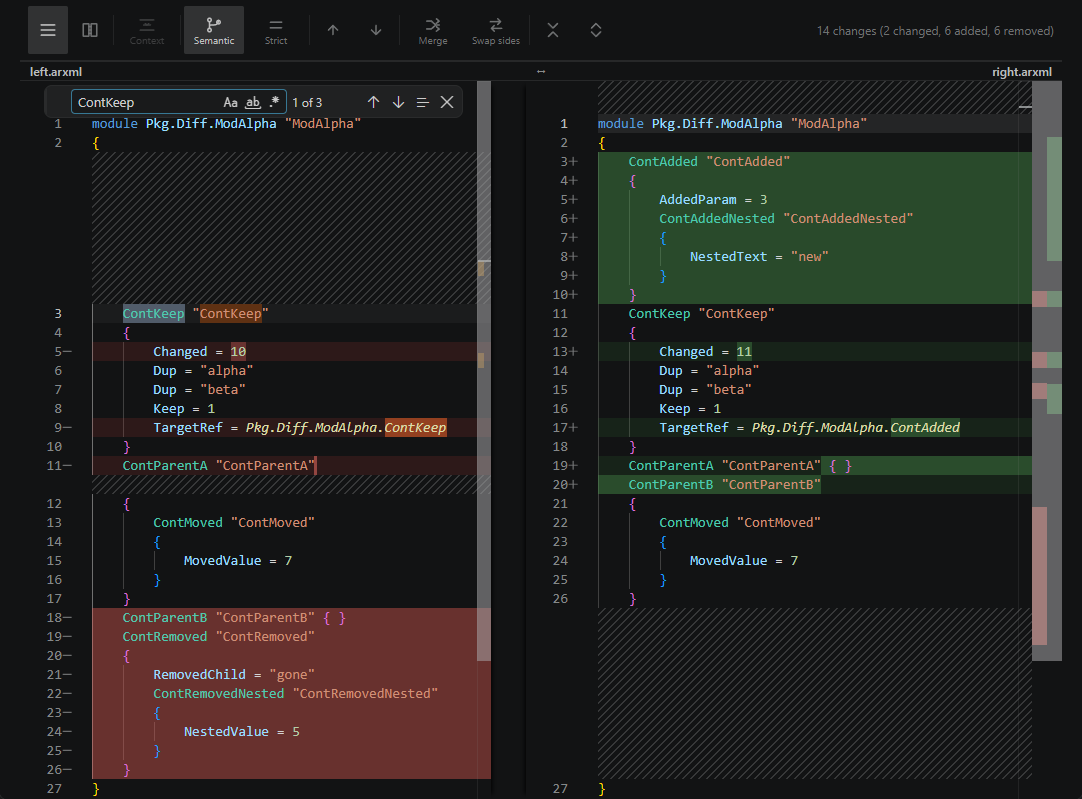 Context Semantic Strict Merge Swap sides 14 changes (2 changed, 6 added, 6 removed)
left.arxml ↔ right.arxml
ContKeep Aa ab .* 1 of 3
1 module Pkg.Diff.ModAlpha "ModAlpha"
2 {
3 ContKeep "ContKeep"
4 {
5− Changed = 10
6 Dup = "alpha"
7 Dup = "beta"
8 Keep = 1
9− TargetRef = Pkg.Diff.ModAlpha.ContKeep
10 }
11− ContParentA "ContParentA"
12 {
13 ContMoved "ContMoved"
14 {
15 MovedValue = 7
16 }
17 }
18− ContParentB "ContParentB" { }
19− ContRemoved "ContRemoved"
20− {
21− RemovedChild = "gone"
22− ContRemovedNested "ContRemovedNested"
23− {
24− NestedValue = 5
25− }
26− }
27 }
1 module Pkg.Diff.ModAlpha "ModAlpha"
2 {
3+ ContAdded "ContAdded"
4+ {
5+ AddedParam = 3
6+ ContAddedNested "ContAddedNested"
7+ {
8+ NestedText = "new"
9+ }
10+ }
11 ContKeep "ContKeep"
12 {
13+ Changed = 11
14 Dup = "alpha"
15 Dup = "beta"
16 Keep = 1
17+ TargetRef = Pkg.Diff.ModAlpha.ContAdded
18 }
19+ ContParentA "ContParentA" { }
20+ ContParentB "ContParentB"
21 {
22 ContMoved "ContMoved"
23 {
24 MovedValue = 7
25 }
26 }
27 }